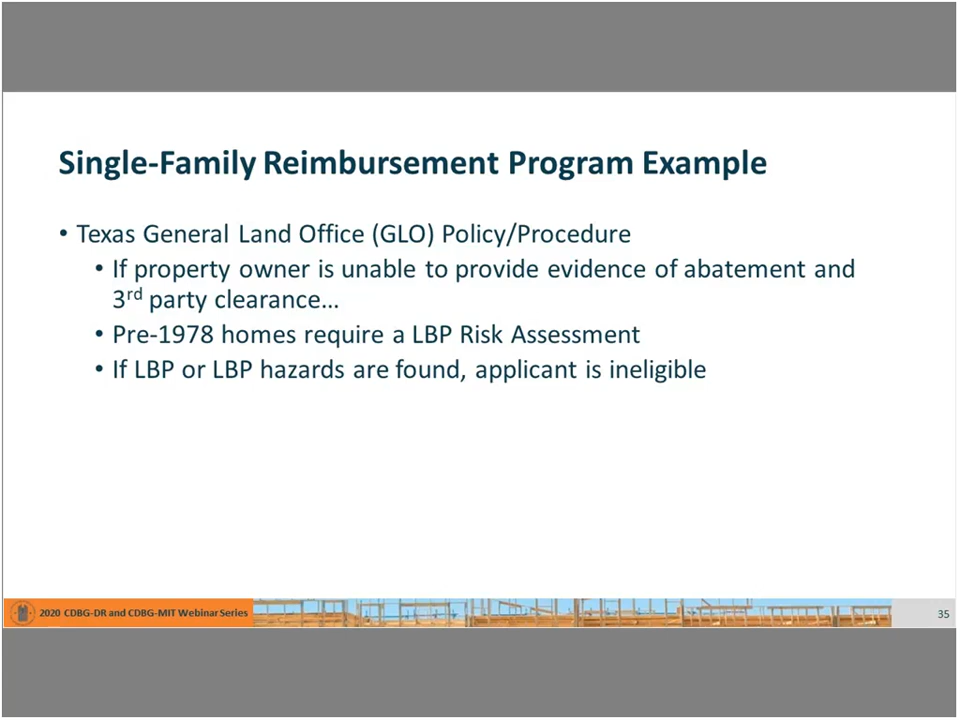 Single-Family Reimbursement Program Example
• Texas General Land Office (GLO) Policy/Procedure
• If property owner is unable to provide evidence of abatement and
3rd party clearance...
• Pre-1978 homes require a LBP Risk Assessment
• If LBP or LBP hazards are found, applicant is ineligible
2020 CDBG-DR and CDBG-MIT Webinar Series
35